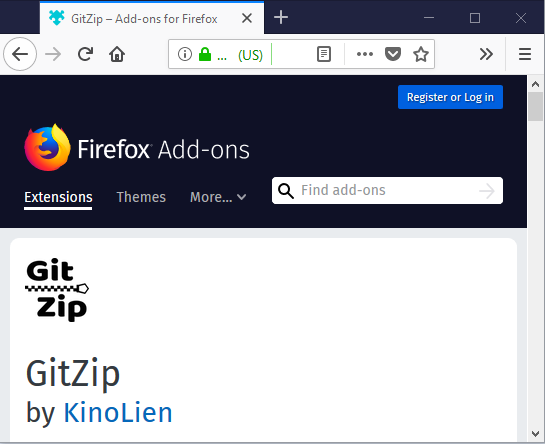 GitZip – Add-ons for Firefox
... (US)
Register or Log in
Firefox Add-ons
Extensions Themes More...
Find add-ons
Git
Zip
GitZip
by KinoLien